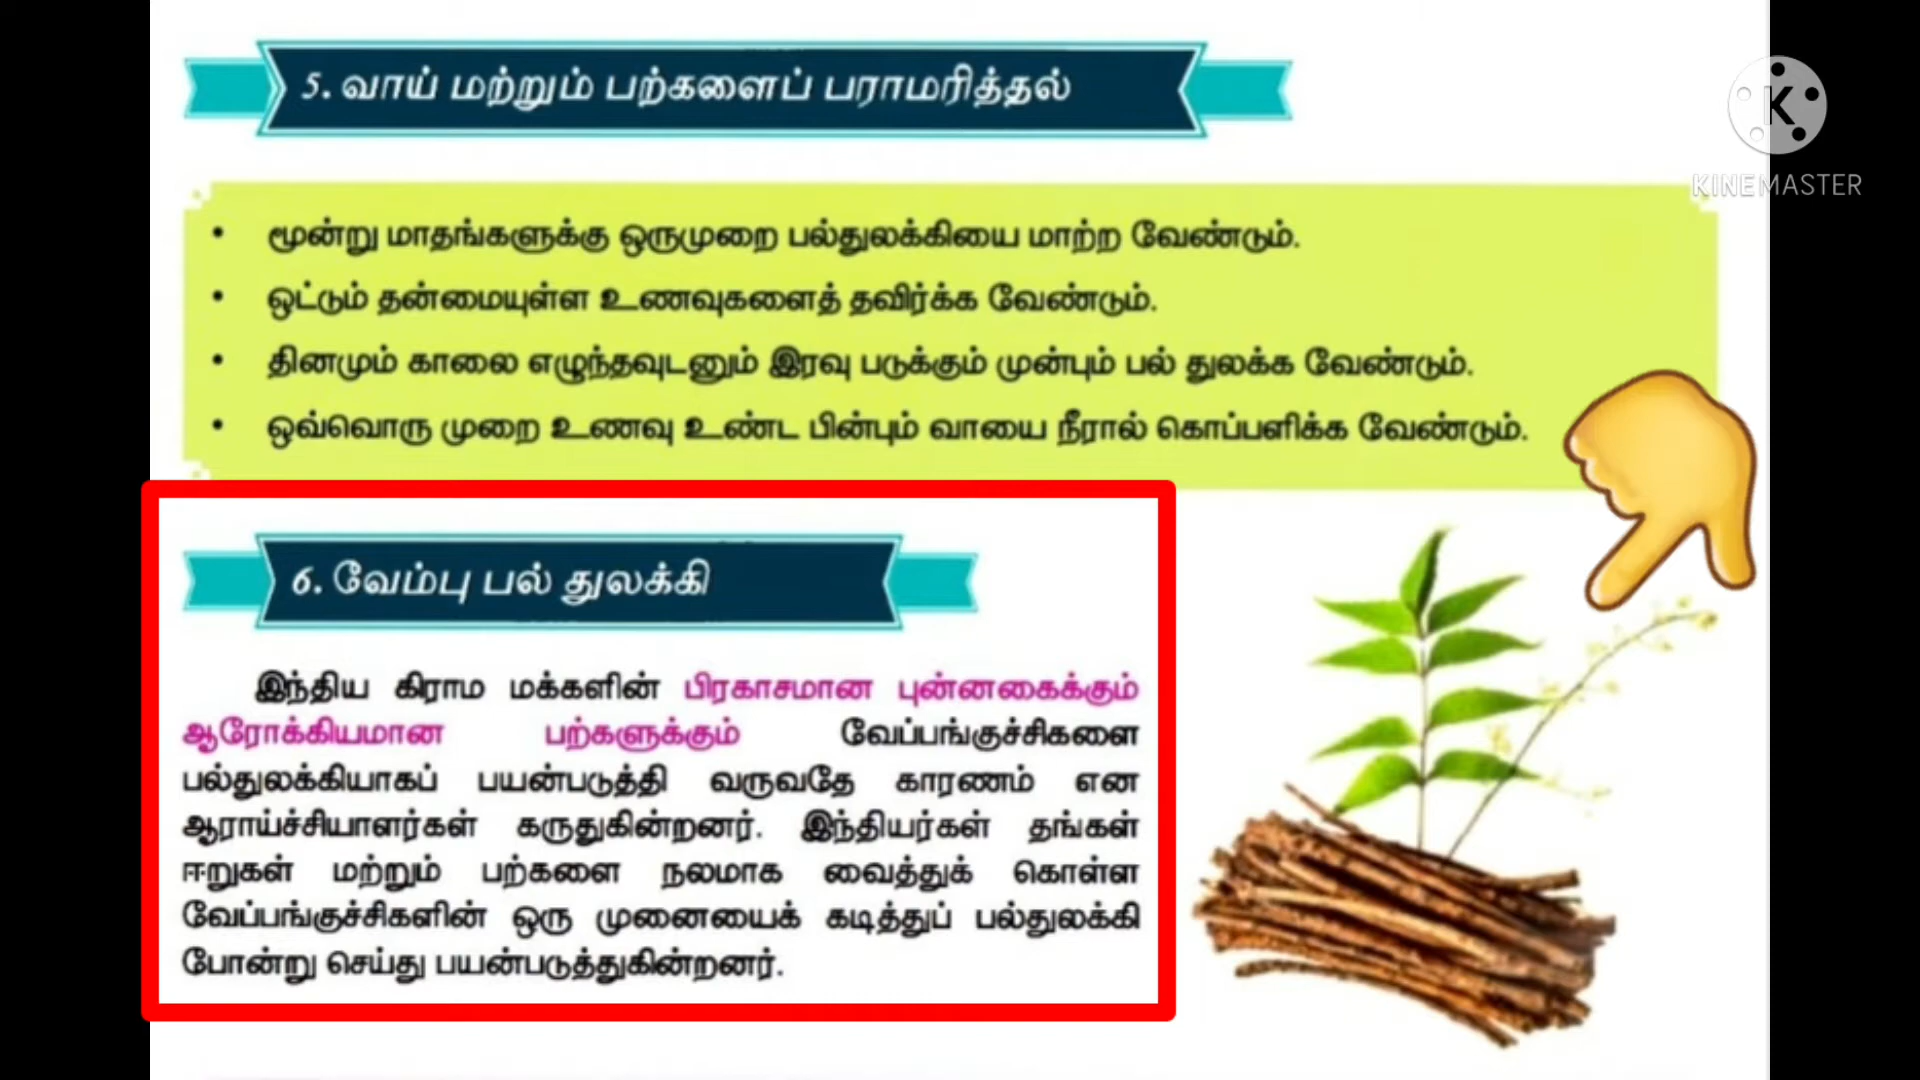 5. வாய் மற்றும் பற்களைப் பராமரித்தல்
K
KINEMASTER
• மூன்று மாதங்களுக்கு ஒருமுறை பல்துலக்கியை மாற்ற வேண்டும்.
• ஒட்டும் தன்மையுள்ள உணவுகளைத் தவிர்க்க வேண்டும்.
• தினமும் காலை எழுந்தவுடனும் இரவு படுக்கும் முன்பும் பல் துலக்க வேண்டும்.
• ஒவ்வொரு முறை உணவு உண்ட பின்பும் வாயை நீரால் கொப்பளிக்க வேண்டும்.
6. வேம்பு பல் துலக்கி
இந்திய கிராம மக்களின் பிரகாசமான புன்னகைக்கும்
ஆரோக்கியமான பற்களுக்கும் வேப்பங்குச்சிகளை
பல்துலக்கியாகப் பயன்படுத்தி வருவதே காரணம் என
ஆராய்ச்சியாளர்கள் கருதுகின்றனர். இந்தியர்கள் தங்கள்
ஈறுகள் மற்றும் பற்களை நலமாக வைத்துக் கொள்ள
வேப்பங்குச்சிகளின் ஒரு முனையைக் கடித்துப் பல்துலக்கி
போன்று செய்து பயன்படுத்துகின்றனர்.